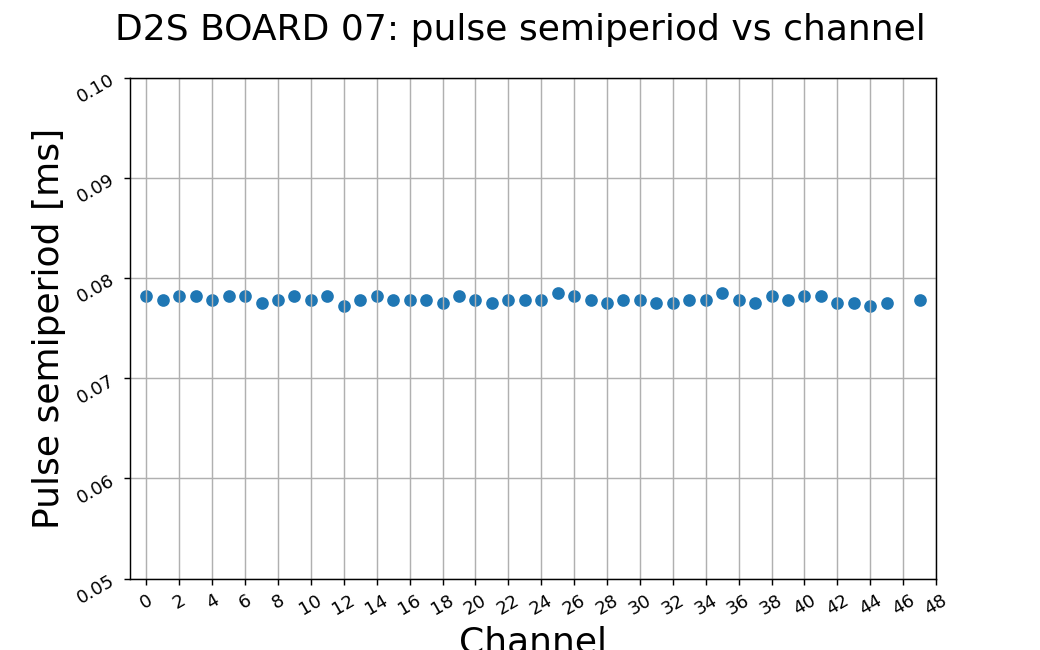 D2S BOARD 07: pulse semiperiod vs channel
Pulse semiperiod [ms]
0.10
0.09
0.08
0.07
0.06
0.05
0 2 4 6 8 10 12 14 16 18 20 22 24 26 28 30 32 34 36 38 40 42 44 46 48
Channel